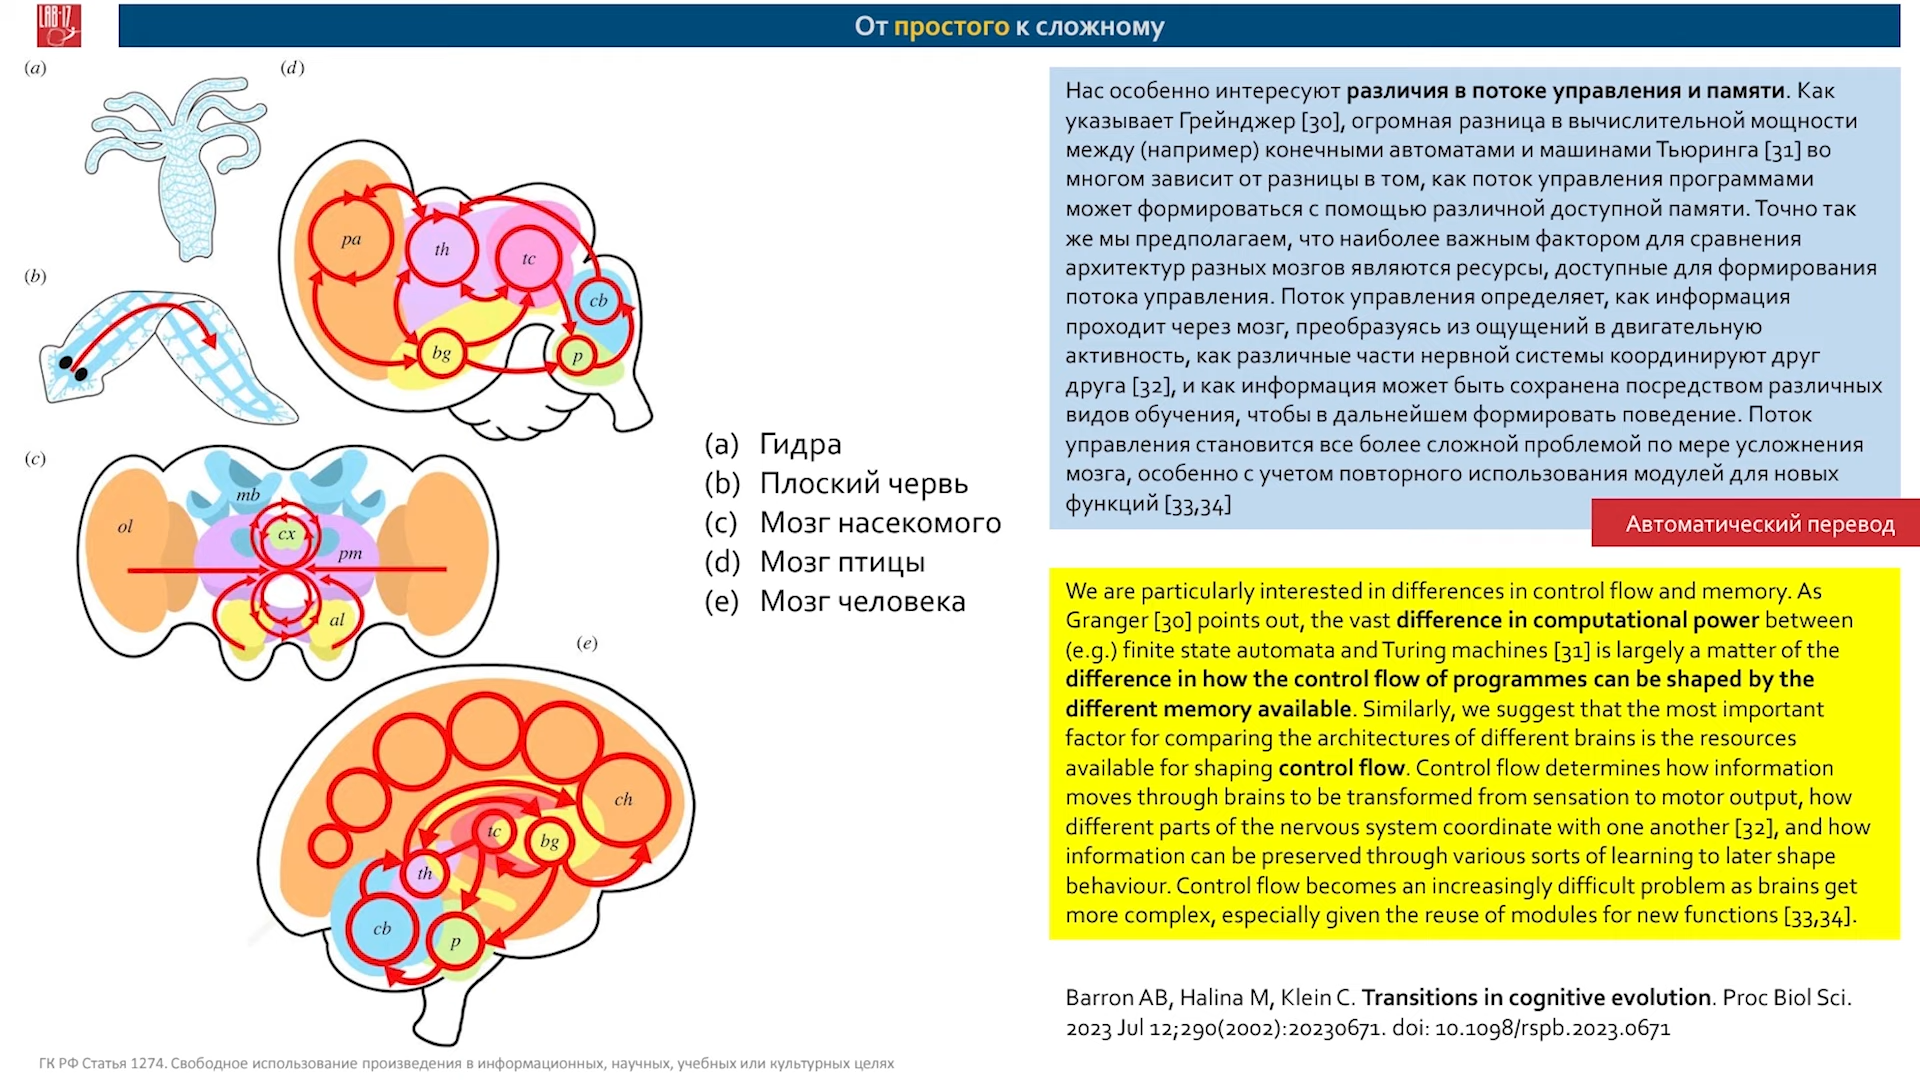 LAB·17
От простого к сложному
(a)
(d)
pa
th
tc
cb
bg
p
(b)
(c)
ol
mb
cx
pm
al
(a) Гидра
(b) Плоский червь
(c) Мозг насекомого
(d) Мозг птицы
(e) Мозг человека
(e)
ch
tc
bg
th
cb
p
Нас особенно интересуют различия в потоке управления и памяти. Как
указывает Грейнджер [30], огромная разница в вычислительной мощности
между (например) конечными автоматами и машинами Тьюринга [31] во
многом зависит от разницы в том, как поток управления программами
может формироваться с помощью различной доступной памяти. Точно так
же мы предполагаем, что наиболее важным фактором для сравнения
архитектур разных мозгов являются ресурсы, доступные для формирования
потока управления. Поток управления определяет, как информация
проходит через мозг, преобразуясь из ощущений в двигательную
активность, как различные части нервной системы координируют друг
друга [32], и как информация может быть сохранена посредством различных
видов обучения, чтобы в дальнейшем формировать поведение. Поток
управления становится все более сложной проблемой по мере усложнения
мозга, особенно с учетом повторного использования модулей для новых
функций [33,34]
Автоматический перевод
We are particularly interested in differences in control flow and memory. As
Granger [30] points out, the vast difference in computational power between
(e.g.) finite state automata and Turing machines [31] is largely a matter of the
difference in how the control flow of programmes can be shaped by the
different memory available. Similarly, we suggest that the most important
factor for comparing the architectures of different brains is the resources
available for shaping control flow. Control flow determines how information
moves through brains to be transformed from sensation to motor output, how
different parts of the nervous system coordinate with one another [32], and how
information can be preserved through various sorts of learning to later shape
behaviour. Control flow becomes an increasingly difficult problem as brains get
more complex, especially given the reuse of modules for new functions [33,34].
Barron AB, Halina M, Klein C. Transitions in cognitive evolution. Proc Biol Sci.
2023 Jul 12;290(2002):20230671. doi: 10.1098/rspb.2023.0671
ГК РФ Статья 1274. Свободное использование произведения в информационных, научных, учебных или культурных целях